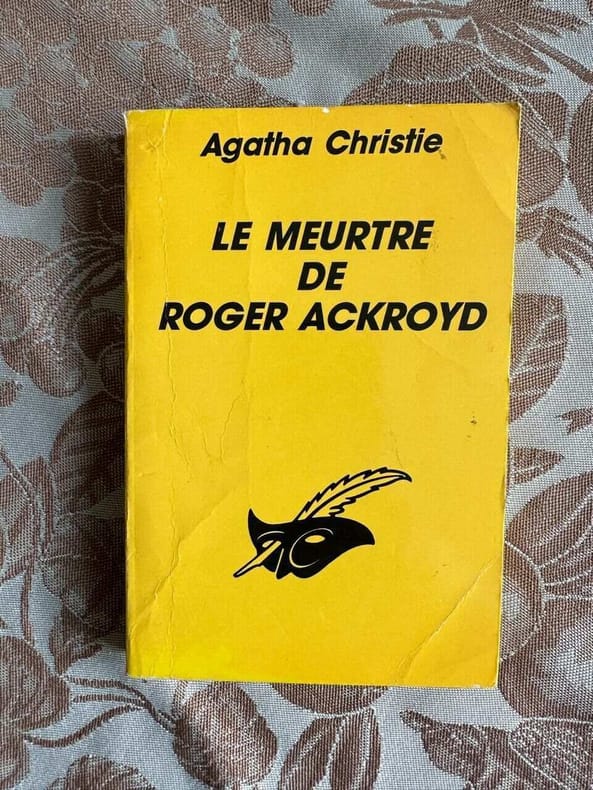 Agatha Christie
LE MEURTRE
DE
ROGER ACKROYD